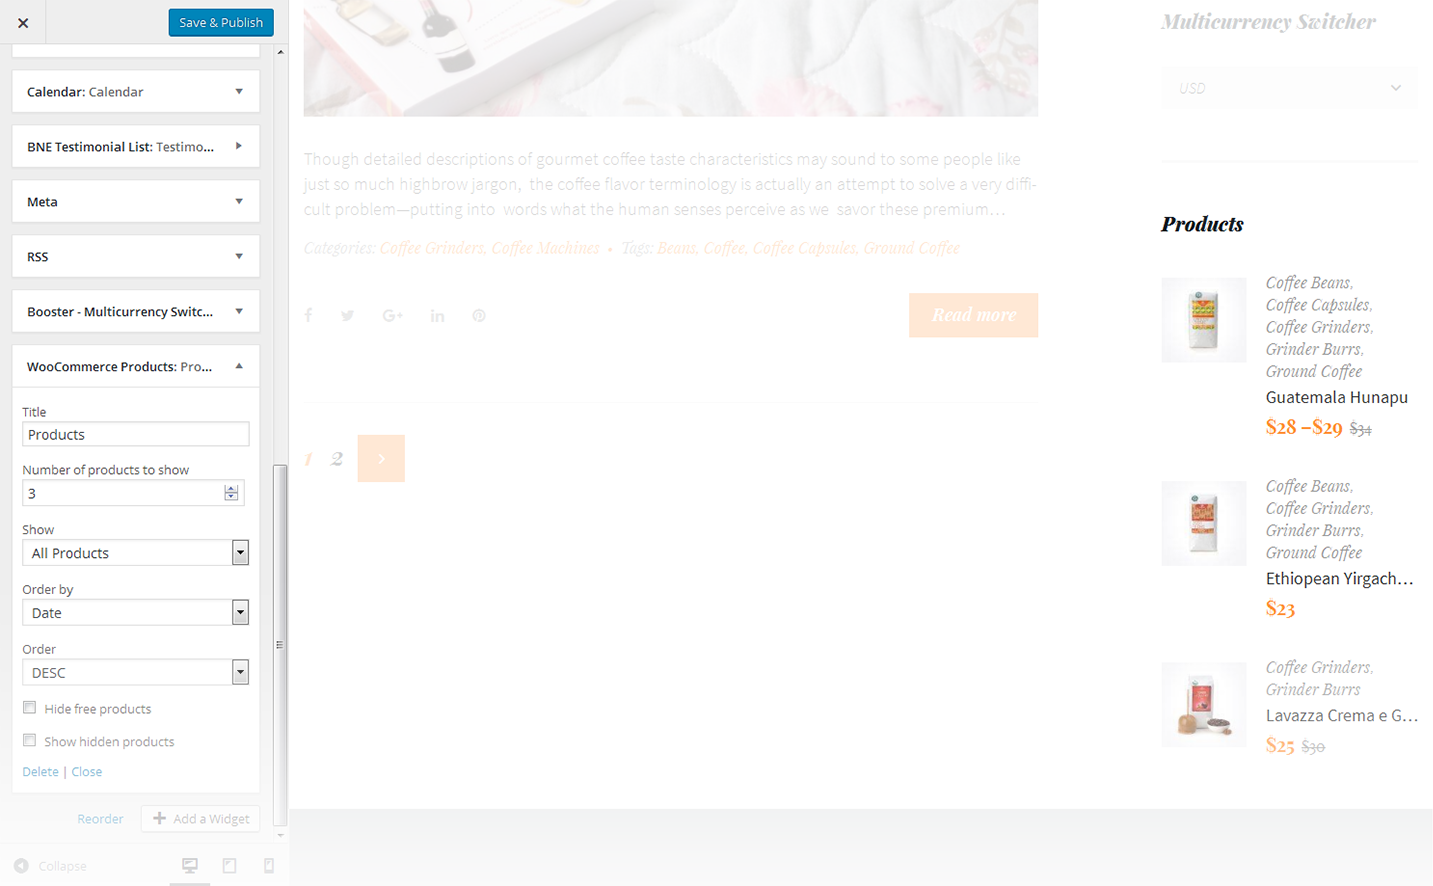 Save & Publish
Calendar: Calendar
BNE Testimonial List: Testimo...
Meta
RSS
Booster - Multicurrency Switc...
WooCommerce Products: Pro...
Title
Products
Number of products to show
3
Show
All Products
Order by
Date
Order
DESC
Hide free products
Show hidden products
Delete | Close
Reorder
Add a Widget
Collapse
Though detailed descriptions of gourmet coffee taste characteristics may sound to some people like
just so much highbrow jargon, the coffee flavor terminology is actually an attempt to solve a very diffi-
cult problem—putting into words what the human senses perceive as we savor these premium...
Categories: Coffee Grinders, Coffee Machines • Tags: Beans, Coffee, Coffee Capsules, Ground Coffee
Read more
1 2
Multicurrency Switcher
USD
Products
Coffee Beans,
Coffee Capsules,
Coffee Grinders,
Grinder Burrs,
Ground Coffee
Guatemala Hunapu
$28 –$29 $34
Coffee Beans,
Coffee Grinders,
Grinder Burrs,
Ground Coffee
Ethiopian Yirgach...
$23
Coffee Grinders,
Grinder Burrs
Lavazza Crema e G...
$25 $30